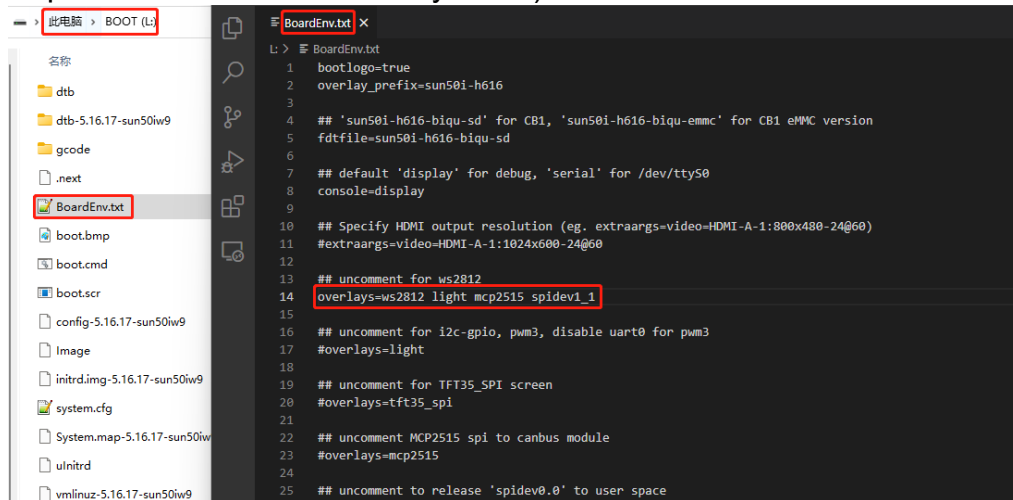 此电脑 › BOOT (L:)
名称
dtb
dtb-5.16.17-sun50iw9
gcode
.next
BoardEnv.txt
boot.bmp
boot.cmd
boot.scr
config-5.16.17-sun50iw9
Image
initrd.img-5.16.17-sun50iw9
system.cfg
System.map-5.16.17-sun50iw
uInitrd
vmlinuz-5.16.17-sun50iw9
BoardEnv.txt
L: > BoardEnv.txt
1 bootlogo=true
2 overlay_prefix=sun50i-h616
3
4 ## 'sun50i-h616-biqu-sd' for CB1, 'sun50i-h616-biqu-emmc' for CB1 eMMC version
5 fdtfile=sun50i-h616-biqu-sd
6
7 ## default 'display' for debug, 'serial' for /dev/ttyS0
8 console=display
9
10 ## Specify HDMI output resolution (eg. extraargs=video=HDMI-A-1:800x480-24@60)
11 #extraargs=video=HDMI-A-1:1024x600-24@60
12
13 ## uncomment for ws2812
14 overlays=ws2812 light mcp2515 spidev1_1
15
16 ## uncomment for i2c-gpio, pwm3, disable uart0 for pwm3
17 #overlays=light
18
19 ## uncomment for TFT35_SPI screen
20 #overlays=tft35_spi
21
22 ## uncomment MCP2515 spi to canbus module
23 #overlays=mcp2515
24
25 ## uncomment to release 'spidev0.0' to user space